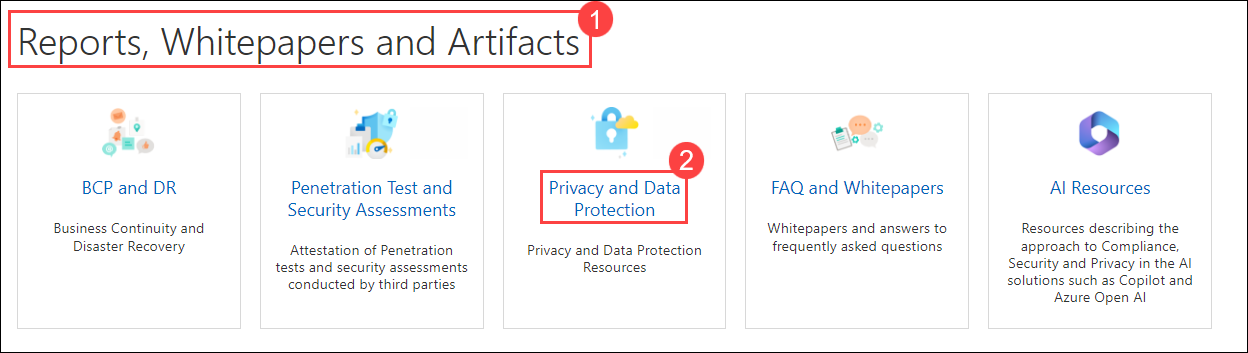 1
Reports, Whitepapers and Artifacts
BCP and DR
Business Continuity and
Disaster Recovery
Penetration Test and
Security Assessments
Attestation of Penetration
tests and security assessments
conducted by third parties
2
Privacy and Data
Protection
Privacy and Data Protection
Resources
FAQ and Whitepapers
Whitepapers and answers to
frequently asked questions
AI Resources
Resources describing the
approach to Compliance,
Security and Privacy in the AI
solutions such as Copilot and
Azure Open AI